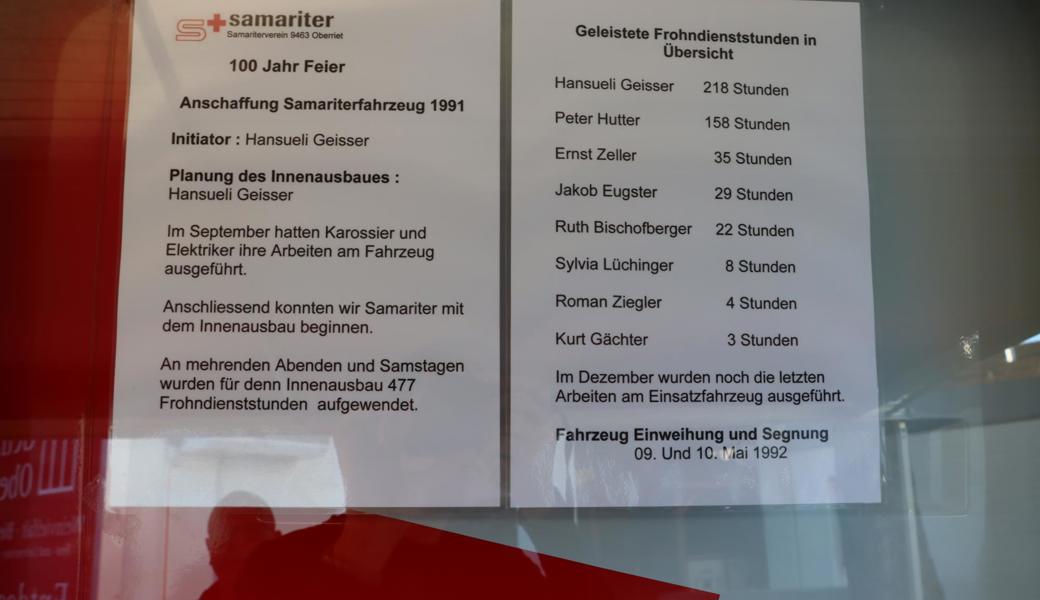 samariter
Samariterverein 9463 Oberriet
100 Jahr Feier
Anschaffung Samariterfahrzeug 1991
Initiator : Hansueli Geisser
Planung des Innenausbaues :
Hansueli Geisser
Im September hatten Karossier und
Elektriker ihre Arbeiten am Fahrzeug
ausgeführt.
Anschliessend konnten wir Samariter mit
dem Innenausbau beginnen.
An mehrenden Abenden und Samstagen
wurden für denn Innenausbau 477
Frohndienststunden aufgewendet.
Geleistete Frohndienststunden in
Übersicht
Hansueli Geisser 218 Stunden
Peter Hutter 158 Stunden
Ernst Zeller 35 Stunden
Jakob Eugster 29 Stunden
Ruth Bischofberger 22 Stunden
Sylvia Lüchinger 8 Stunden
Roman Ziegler 4 Stunden
Kurt Gächter 3 Stunden
Im Dezember wurden noch die letzten
Arbeiten am Einsatzfahrzeug ausgeführt.
Fahrzeug Einweihung und Segnung
09. Und 10. Mai 1992